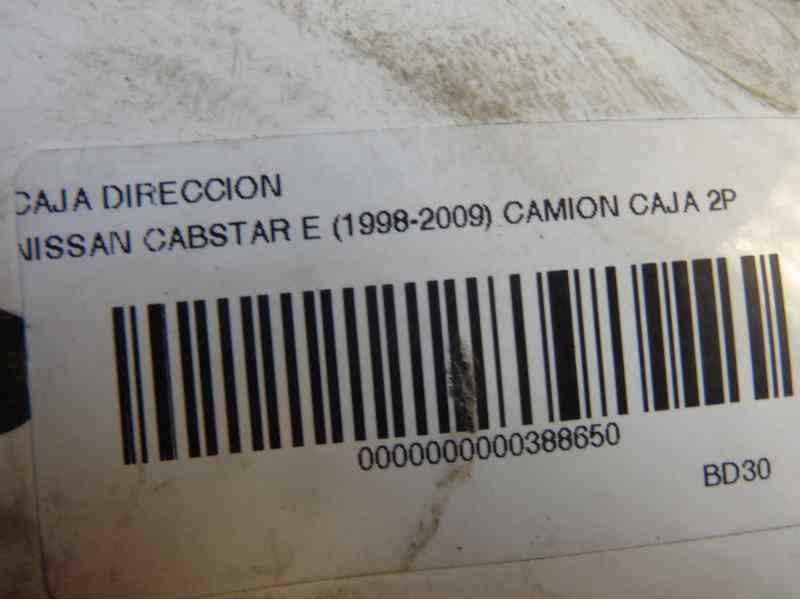 CAJA DIRECCION
NISSAN CABSTAR E (1998-2009) CAMION CAJA 2P
0000000000388650
BD30